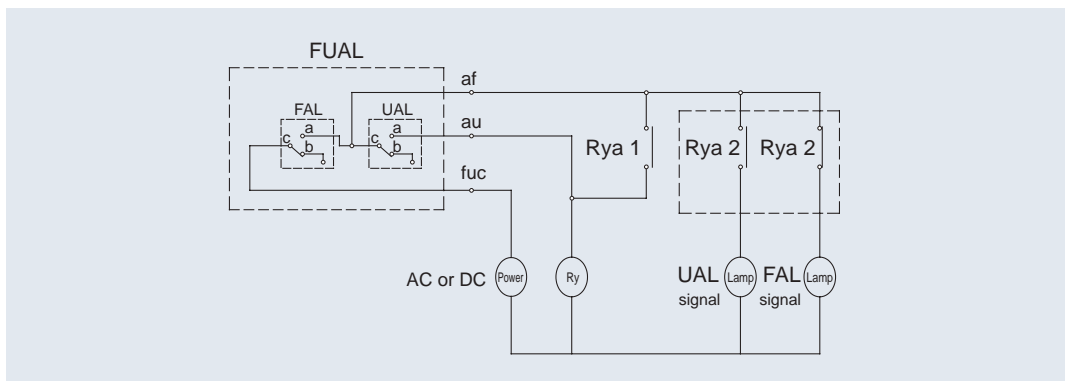 FUAL
af
FAL
UAL
a
a
c
c
b
b
au
fuc
Rya 1
Rya 2
Rya 2
AC or DC
Power
Ry
UAL
signal
Lamp
FAL
signal
Lamp